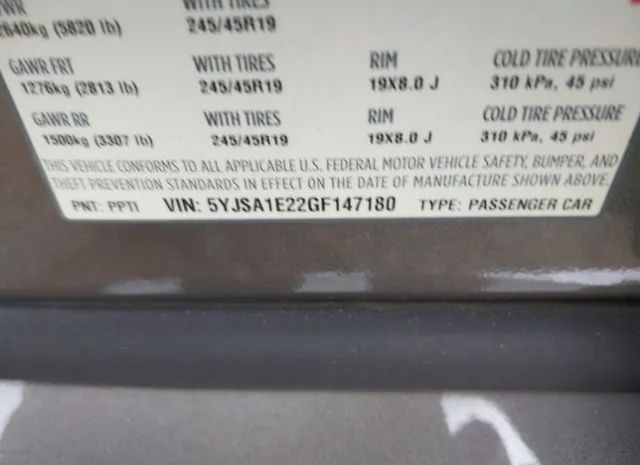 2640kg (5820 lb) 245/45R19
GAWR FRT WITH TIRES RIM COLD TIRE PRESSURE
1276kg (2813 lb) 245/45R19 19X8.0 J 310 kPa, 45 psi
GAWR RR WITH TIRES RIM COLD TIRE PRESSURE
1500kg (3307 lb) 245/45R19 19X8.0 J 310 kPa, 45 psi
THIS VEHICLE CONFORMS TO ALL APPLICABLE U.S. FEDERAL MOTOR VEHICLE SAFETY, BUMPER, AND
THEFT PREVENTION STANDARDS IN EFFECT ON THE DATE OF MANUFACTURE SHOWN ABOVE.
PNT: PPTI VIN: 5YJSA1E22GF147180 TYPE: PASSENGER CAR